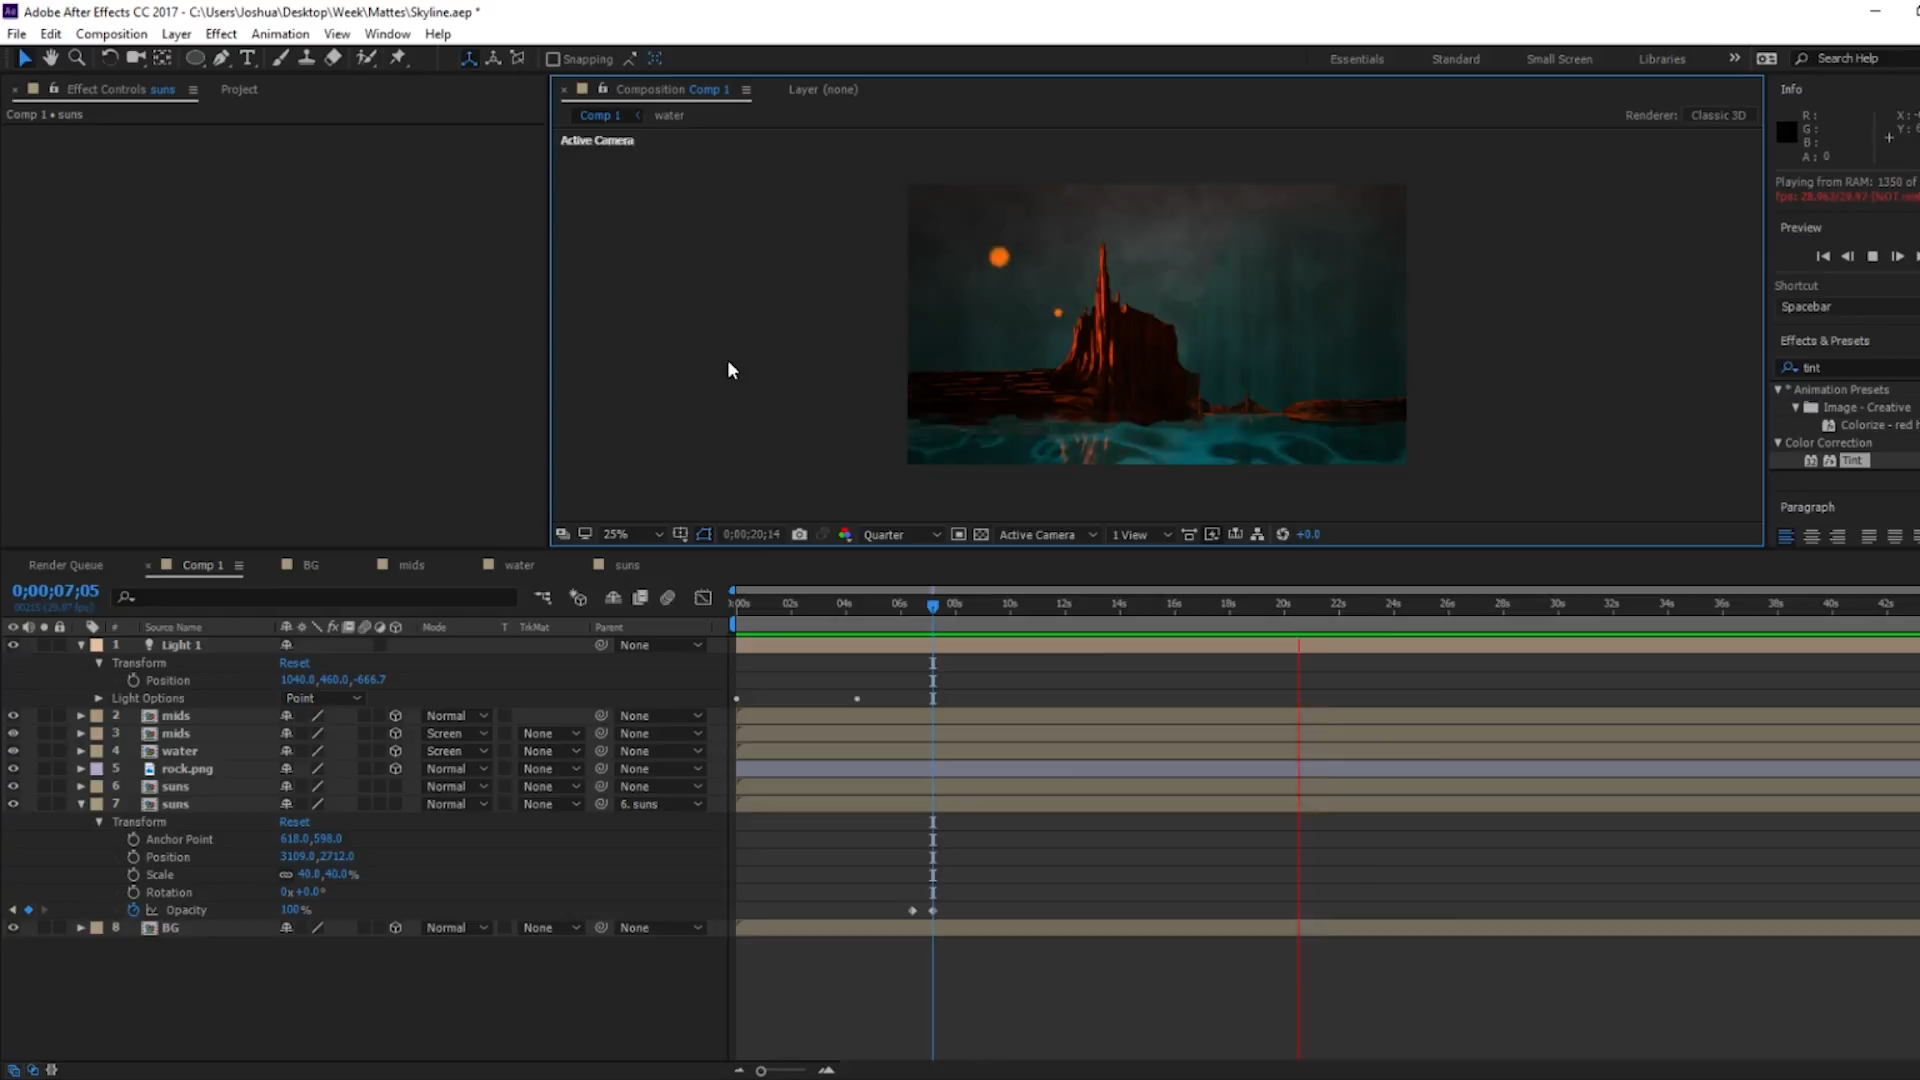 Adobe After Effects CC 2017 - C:\Users\Joshua\Desktop\Week\Mattes\Skyline.aep *
File Edit Composition Layer Effect Animation View Window Help
Snapping Essentials Standard Small Screen Libraries Search Help
Effect Controls suns Project Composition Comp 1 Layer (none) Info
Comp 1 • suns
Comp 1 water Renderer: Classic 3D
Active Camera
R: X:
G: Y:
B:
A: 0
Playing from RAM: 1350 of
fps: 28.963/29.97 (NOT
Preview
Shortcut
Spacebar
Effects & Presets
tint
* Animation Presets
Image - Creative
Colorize - red
Color Correction
Tint
Paragraph
25% 0;00;20;14 Quarter Active Camera 1 View +0.0
Render Queue Comp 1 BG mids water suns
0;00;07;05
00215 (29.97 fps)
:00s 02s 04s 06s 08s 10s 12s 14s 16s 18s 20s 22s 24s 26s 28s 30s 32s 34s 36s 38s 40s 42s
# Source Name Mode T TrkMat Parent
1 Light 1 None
Transform Reset
Position 1040.0,460.0,-666.7
Light Options Point
2 mids Normal None
3 mids Screen None None
4 water Screen None None
5 rock.png Normal None None
6 suns Normal None None
7 suns Normal None 6. suns
Transform Reset
Anchor Point 618.0,598.0
Position 3109.0,2712.0
Scale 40.0,40.0%
Rotation 0x+0.0°
Opacity 100%
8 BG Normal None None